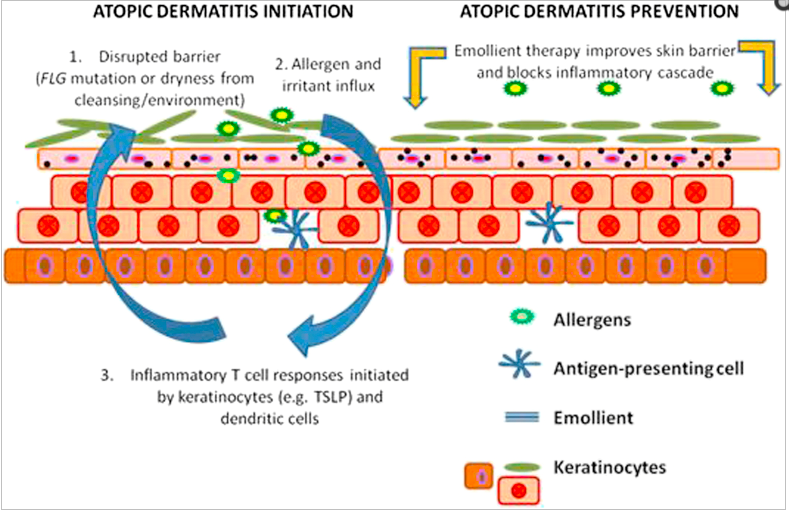 ATOPIC DERMATITIS INITIATION
1. Disrupted barrier
(FLG mutation or dryness from
cleansing/environment)
2. Allergen and
irritant influx
3. Inflammatory T cell responses initiated
by keratinocytes (e.g. TSLP) and
dendritic cells
ATOPIC DERMATITIS PREVENTION
Emollient therapy improves skin barrier
and blocks inflammatory cascade
Allergens
Antigen-presenting cell
Emollient
Keratinocytes